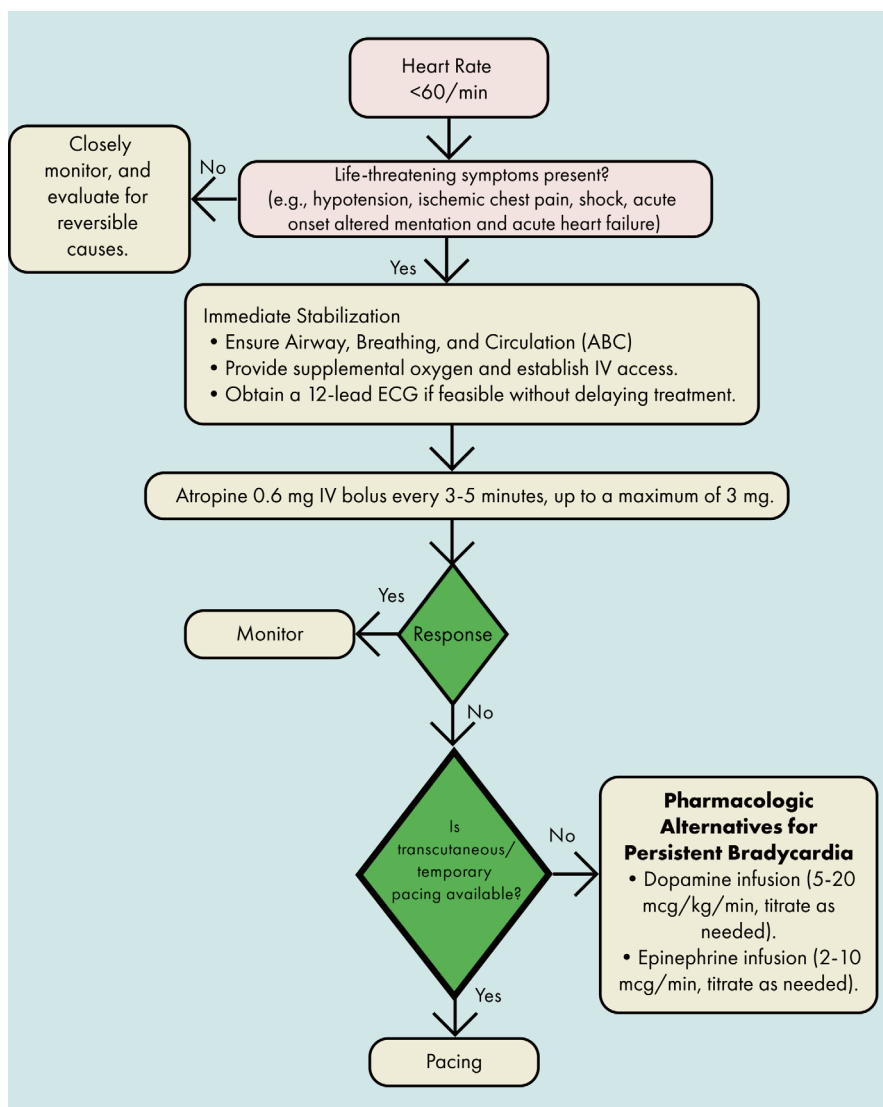 Heart Rate
<60/min
Closely
monitor, and
evaluate for
reversible
causes.
No
Life-threatening symptoms present?
(e.g., hypotension, ischemic chest pain, shock, acute
onset altered mentation and acute heart failure)
Yes
Immediate Stabilization
• Ensure Airway, Breathing, and Circulation (ABC)
• Provide supplemental oxygen and establish IV access.
• Obtain a 12-lead ECG if feasible without delaying treatment.
Atropine 0.6 mg IV bolus every 3-5 minutes, up to a maximum of 3 mg.
Yes
Monitor
Response
No
Is
transcutaneous/
temporary
pacing available?
No
Pharmacologic
Alternatives for
Persistent Bradycardia
• Dopamine infusion (5-20
mcg/kg/min, titrate as
needed).
• Epinephrine infusion (2-10
mcg/min, titrate as needed).
Yes
Pacing